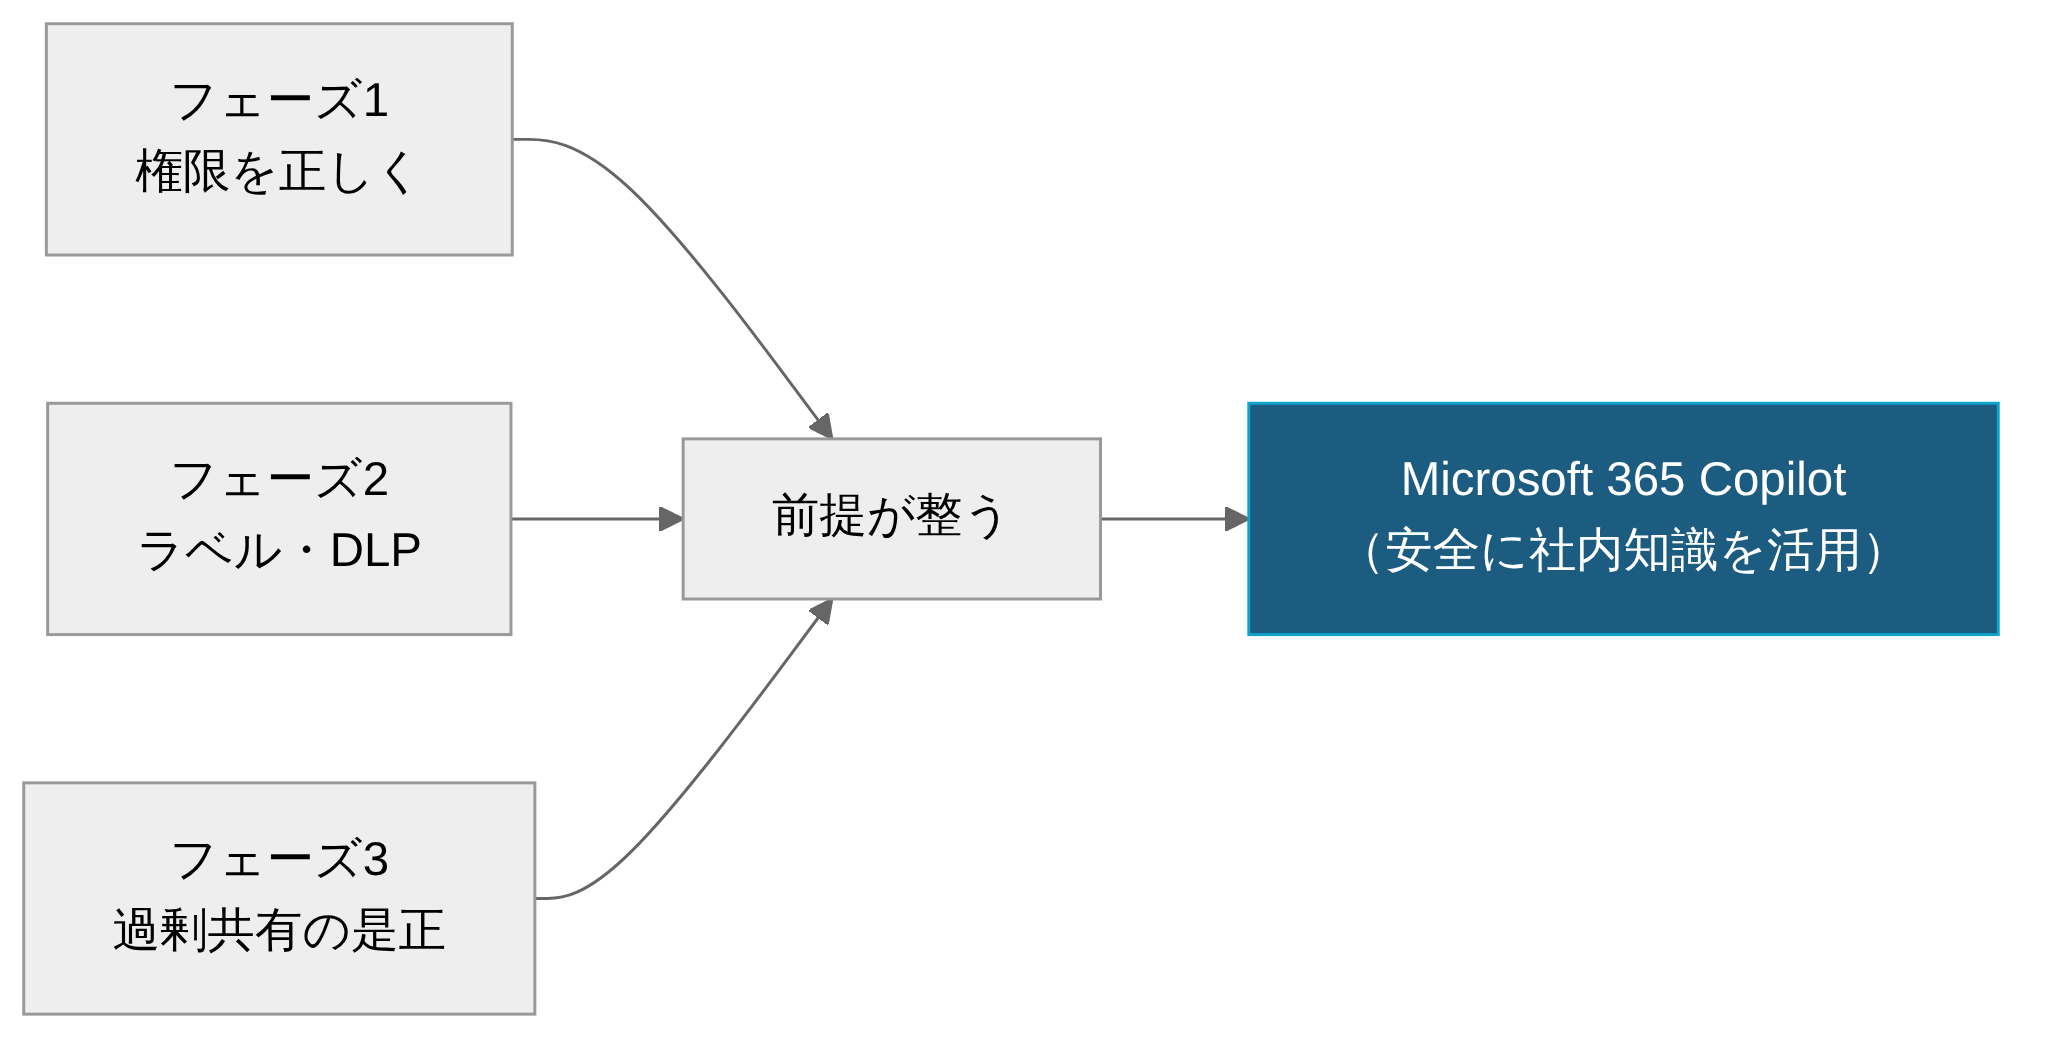 フェーズ1
権限を正しく
フェーズ2
ラベル・DLP
フェーズ3
過剰共有の是正
前提が整う
Microsoft 365 Copilot
（安全に社内知識を活用）